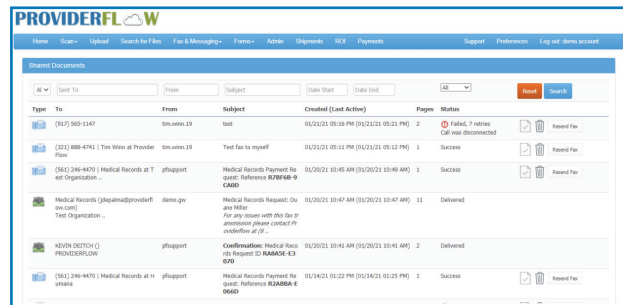 PROVIDERFLOW
Home Scan Upload Search for Files Fax & Messaging Forms Admin Shipments ROI Payments Support Preferences Log out: demo account
Shared Documents
Al Sent To From Subject Date Start Date End All Reset Search
Type To From Subject Created (Last Active) Pages Status
(917) 565-1147 tim.winn.19 test 01/21/21 05:16 PM (01/21/21 05:21 PM) 2 Failed, 7 retries Resend Fax
Call was disconnected
(321) 888-4741 | Tim Winn at Provider tim.winn.19 Test fax to myself 01/21/21 05:11 PM (01/21/21 05:12 PM) 1 Success Resend Fax
Flow
(561) 246-4470 | Medical Records at T pfsupport Medical Records Payment Re 01/20/21 10:45 AM (01/20/21 10:49 AM) 1 Success Resend Fax
est Organization .. quest: Reference R7BF6B-9
CA0D
Medical Records (jdepalma@providerfl demo.gw Medical Records Request: Du 01/20/21 10:47 AM (01/20/21 10:47 AM) 11 Delivered
ow.com) ane Miller
Test Organization .. For any issues with this fax tr
ansmission please contact Pr
oviderflow at (8 ..
KEVIN DEITCH () pfsupport Confirmation: Medical Reco 01/20/21 10:41 AM (01/20/21 10:41 AM) 2 Delivered
PROVIDERFLOW rds Request ID RA8A5E-E3
070
(561) 246-4470 | Medical Records at H pfsupport Medical Records Payment Re 01/14/21 01:22 PM (01/14/21 01:25 PM) 1 Success Resend Fax
umana quest: Reference R2ABBA-E
066D